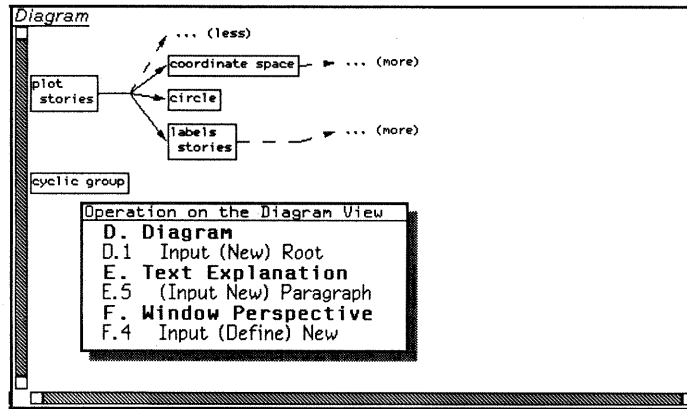 Diagram
... (less)
coordinate space
... (more)
plot
stories
circle
labels
stories
... (more)
cyclic group
Operation on the Diagram View
D. Diagram
D.1 Input (New) Root
E. Text Explanation
E.5 (Input New) Paragraph
F. Window Perspective
F.4 Input (Define) New